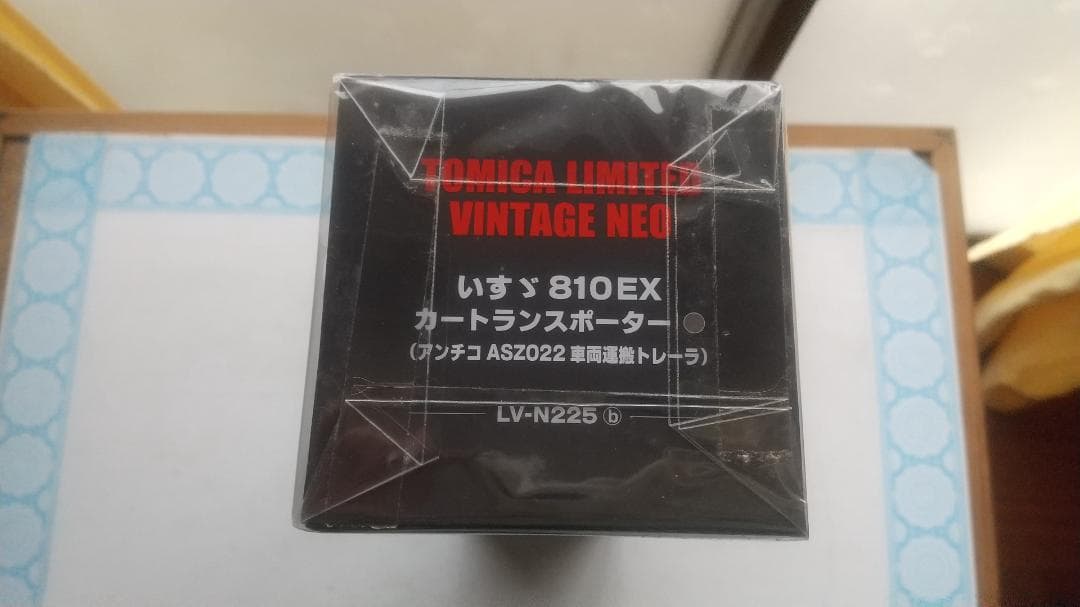 TOMICA LIMITED
VINTAGE NEO
いすゞ 810EX
カートランスポーター
(アンチコ ASZ022 車両運搬トレーラ)
LV-N225 ⓑ